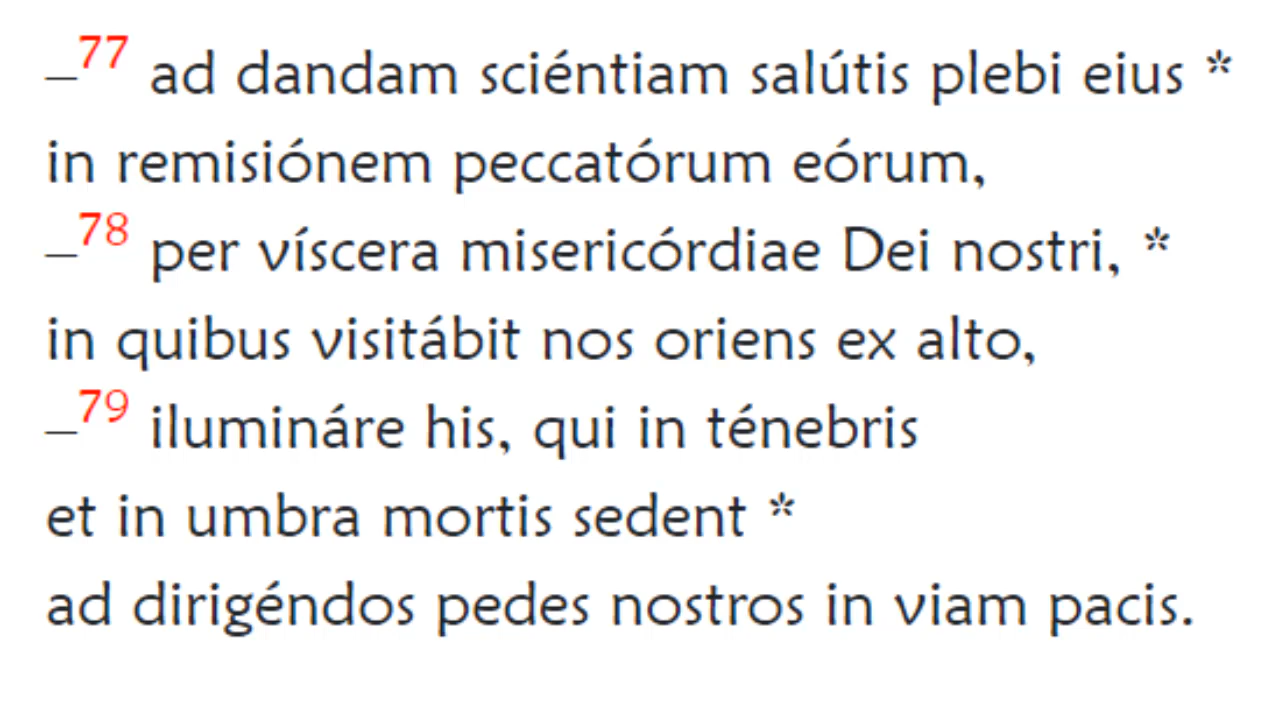 –77 ad dandam sciéntiam salútis plebi eius *
in remisiónem peccatórum eórum,
–78 per víscera misericórdiae Dei nostri, *
in quibus visitábit nos oriens ex alto,
–79 ilumináre his, qui in ténebris
et in umbra mortis sedent *
ad dirigéndos pedes nostros in viam pacis.